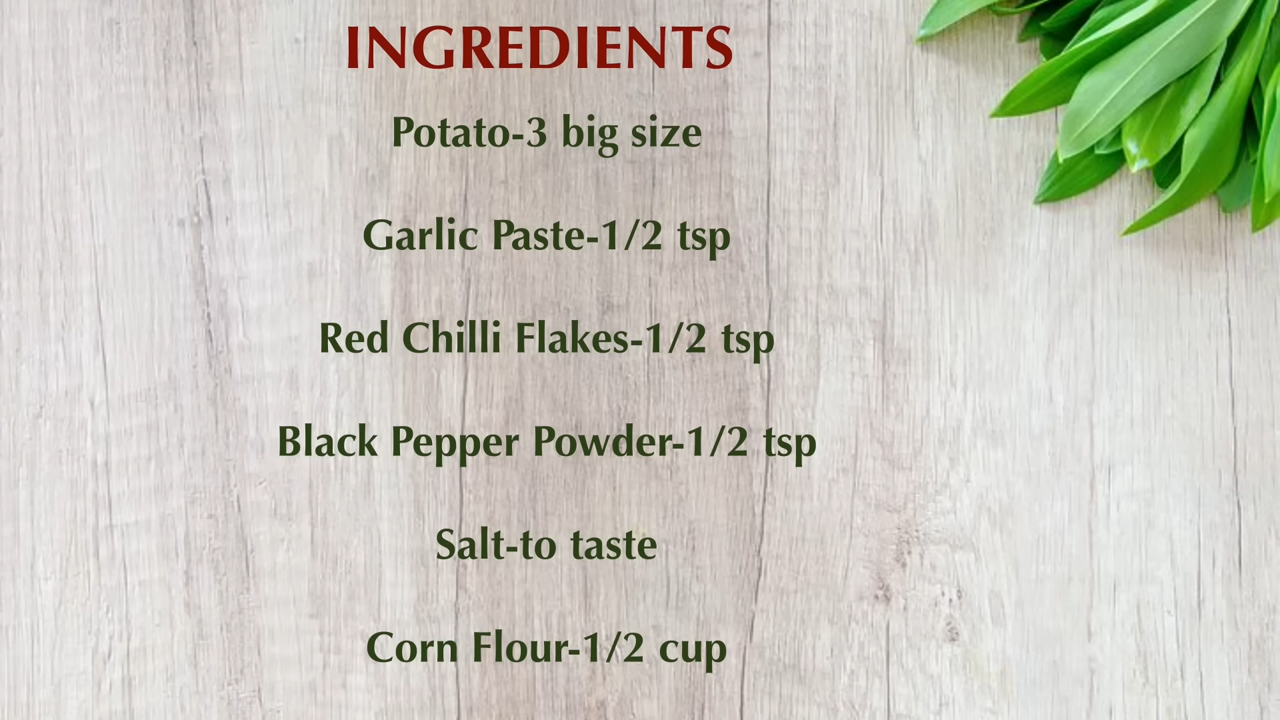 INGREDIENTS
Potato-3 big size
Garlic Paste-1/2 tsp
Red Chilli Flakes-1/2 tsp
Black Pepper Powder-1/2 tsp
Salt-to taste
Corn Flour-1/2 cup